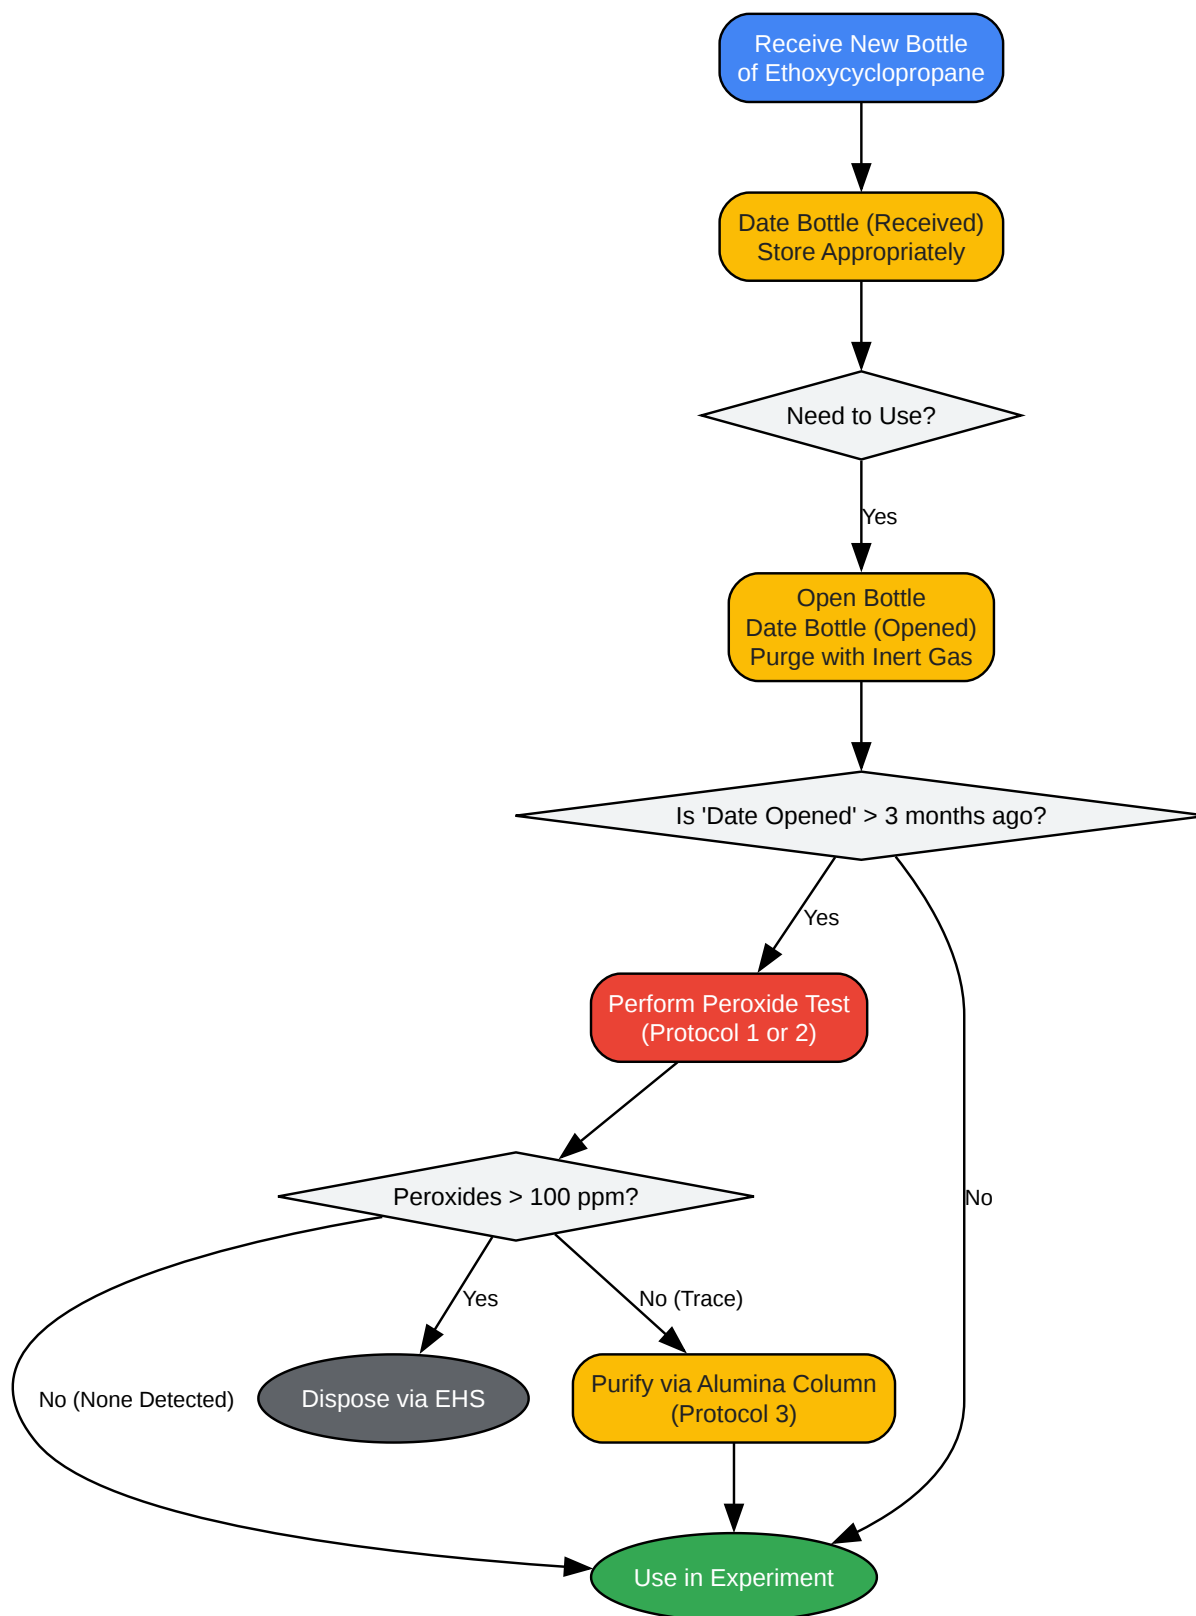 Receive New Bottle
of Ethoxycyclopropane
Date Bottle (Received)
Store Appropriately
Need to Use?
Yes
Open Bottle
Date Bottle (Opened)
Purge with Inert Gas
Is 'Date Opened' > 3 months ago?
Yes
Perform Peroxide Test
(Protocol 1 or 2)
Peroxides > 100 ppm?
No
Yes
No (Trace)
No (None Detected)
Dispose via EHS
Purify via Alumina Column
(Protocol 3)
Use in Experiment